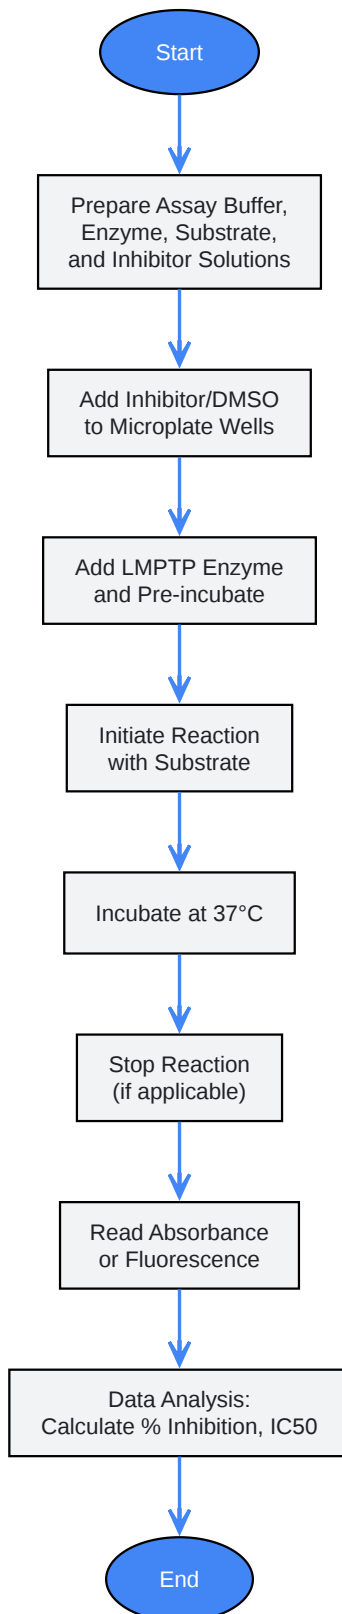 Start
Prepare Assay Buffer,
Enzyme, Substrate,
and Inhibitor Solutions
Add Inhibitor/DMSO
to Microplate Wells
Add LMPTP Enzyme
and Pre-incubate
Initiate Reaction
with Substrate
Incubate at 37°C
Stop Reaction
(if applicable)
Read Absorbance
or Fluorescence
Data Analysis:
Calculate % Inhibition, IC50
End